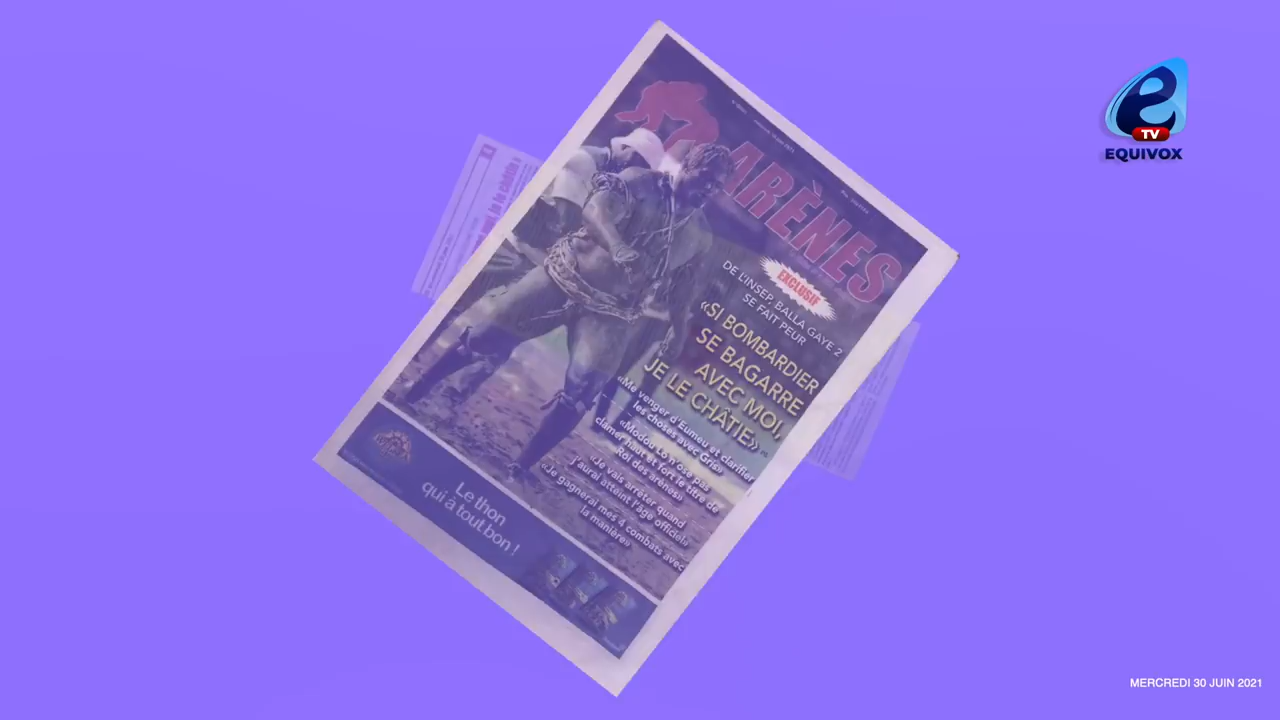 e
TV
EQUIVOX
ARÈNES
EXCLUSIF
DE L'INSEP, BALLA GAYE 2
SE FAIT PEUR
«SI BOMBARDIER
SE BAGARRE
AVEC MOI,
JE LE CHÂTIE»
«Me venger d'Eumeu et clarifier
les choses avec Gris»
«Modou Lô n'ose pas
clamer haut et fort le titre de
Roi des arènes»
«Je vais arrêter quand
j'aurai atteint l'âge officiel»
«Je gagnerai mes 4 combats avec
la manière»
Le thon
qui a tout bon !
MERCREDI 30 JUIN 2021